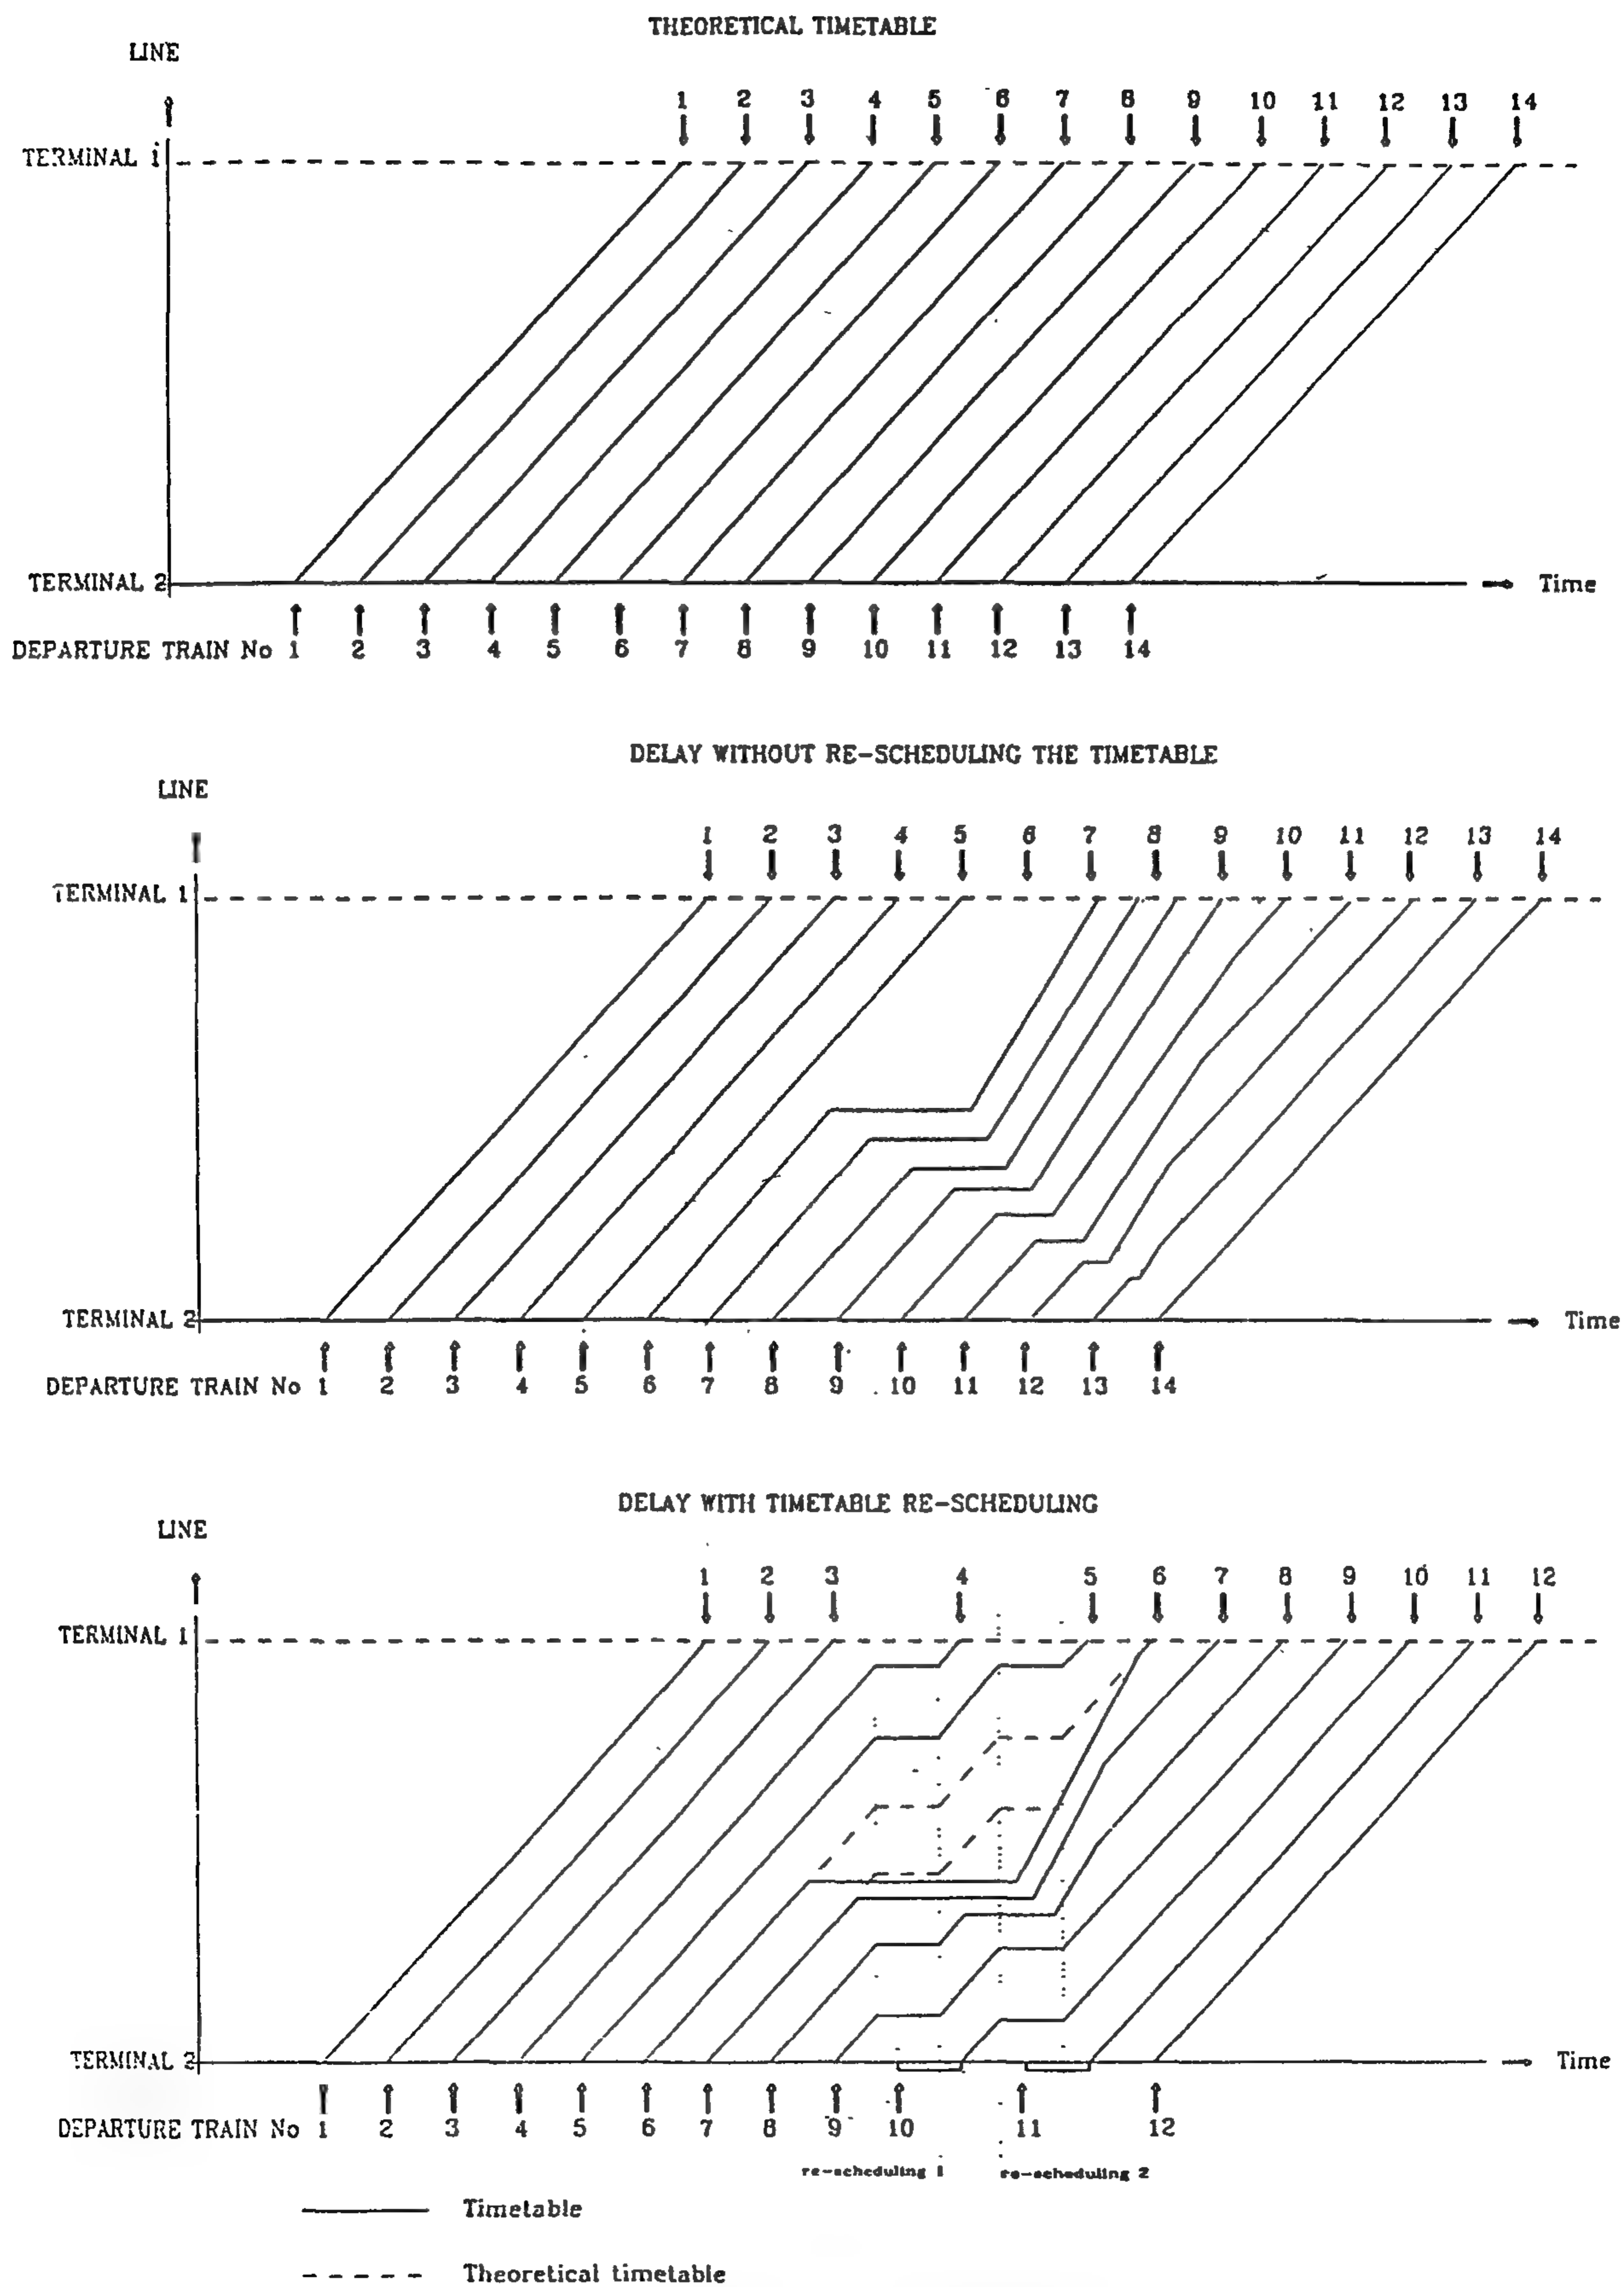 THEORETICAL TIMETABLE
LINE
1 2 3 4 5 6 7 8 9 10 11 12 13 14
TERMINAL 1
TERMINAL 2
Time
DEPARTURE TRAIN No 1 2 3 4 5 6 7 8 9 10 11 12 13 14
DELAY WITHOUT RE-SCHEDULING THE TIMETABLE
LINE
1 2 3 4 5 6 7 8 9 10 11 12 13 14
TERMINAL 1
TERMINAL 2
Time
DEPARTURE TRAIN No 1 2 3 4 5 6 7 8 9 10 11 12 13 14
DELAY WITH TIMETABLE RE-SCHEDULING
LINE
1 2 3 4 5 6 7 8 9 10 11 12
TERMINAL 1
TERMINAL 2
Time
DEPARTURE TRAIN No 1 2 3 4 5 6 7 8 9 10 11 12
re-scheduling 1 re-scheduling 2
Timetable
Theoretical timetable